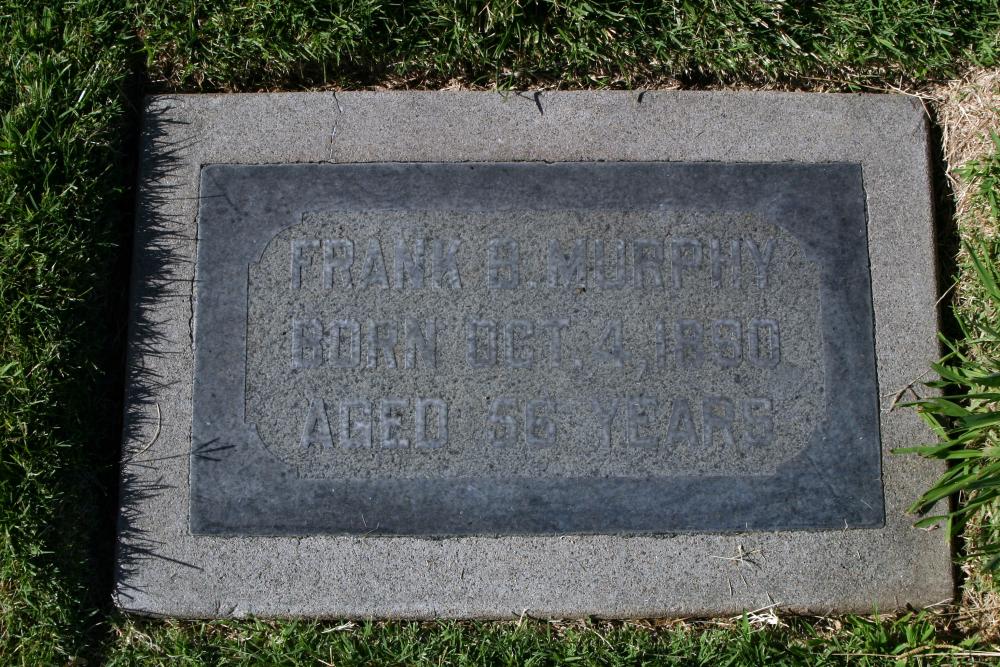 FRANK B. MURPHY
BORN OCT. 4, 1890
AGED 56 YEARS